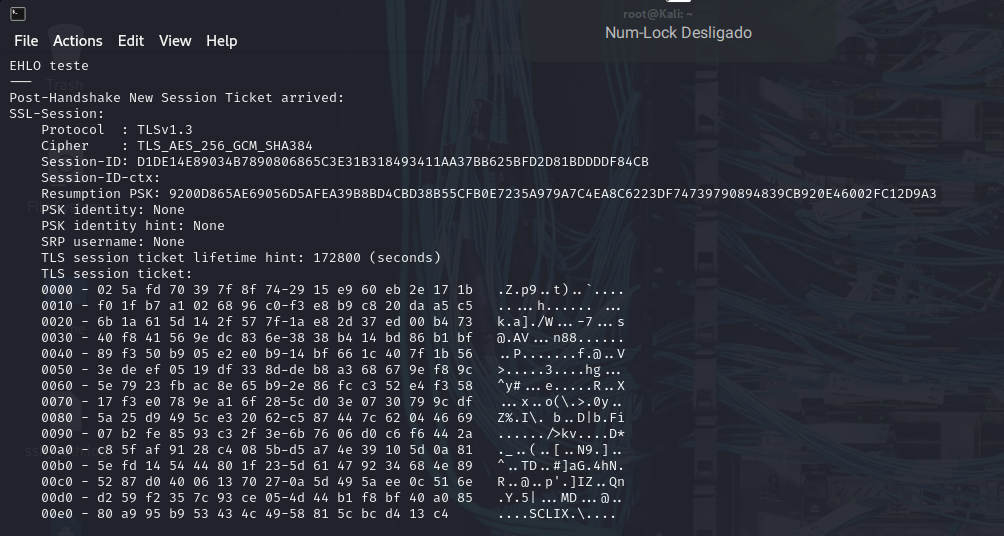 root@Kali: ~
Num-Lock Desligado
File Actions Edit View Help
EHLO teste
---
Post-Handshake New Session Ticket arrived:
SSL-Session:
    Protocol  : TLSv1.3
    Cipher    : TLS_AES_256_GCM_SHA384
    Session-ID: D1DE14E89034B7890806865C3E31B318493411AA37BB625BFD2D81BDDDDF84CB
    Session-ID-ctx:
    Resumption PSK: 9200D865AE69056D5AFEA39B8BD4CBD38B55CFB0E7235A979A7C4EA8C6223DF74739790894839CB920E46002FC12D9A3
    PSK identity: None
    PSK identity hint: None
    SRP username: None
    TLS session ticket lifetime hint: 172800 (seconds)
    TLS session ticket:
    0000 - 02 5a fd 70 39 7f 8f 74-29 15 e9 60 eb 2e 17 1b   .Z.p9..t)..`....
    0010 - f0 1f b7 a1 02 68 96 c0-f3 e8 b9 c8 20 da a5 c5   .....h...... ...
    0020 - 6b 1a 61 5d 14 2f 57 7f-1a e8 2d 37 ed 00 b4 73   k.a]./W...-7...s
    0030 - 40 f8 41 56 9e dc 83 6e-38 38 b4 14 bd 86 b1 bf   @.AV...n88......
    0040 - 89 f3 50 b9 05 e2 e0 b9-14 bf 66 1c 40 7f 1b 56   ..P.......f.@..V
    0050 - 3e de ef 05 19 df 33 8d-de b8 a3 68 67 9e f8 9c   >.....3....hg...
    0060 - 5e 79 23 fb ac 8e 65 b9-2e 86 fc c3 52 e4 f3 58   ^y#...e.....R..X
    0070 - 17 f3 e0 78 9e a1 6f 28-5c d0 3e 07 30 79 9c df   ...x..o(\.>.0y..
    0080 - 5a 25 d9 49 5c e3 20 62-c5 87 44 7c 62 04 46 69   Z%.I\. b..D|b.Fi
    0090 - 07 b2 fe 85 93 c3 2f 3e-6b 76 06 d0 c6 f6 44 2a   ....../>kv....D*
    00a0 - c8 5f af 91 28 c4 08 5b-d5 a7 4e 39 10 5d 0a 81   ._..(..[..N9.]..
    00b0 - 5e fd 14 54 44 80 1f 23-5d 61 47 92 34 68 4e 89   ^..TD..#]aG.4hN.
    00c0 - 52 87 d0 40 06 13 70 27-0a 5d 49 5a ee 0c 51 6e   R..@..p'.]IZ..Qn
    00d0 - d2 59 f2 35 7c 93 ce 05-4d 44 b1 f8 bf 40 a0 85   .Y.5|...MD...@..
    00e0 - 80 a9 95 b9 53 43 4c 49-58 81 5c bc d4 13 c4      ....SCLIX.\....